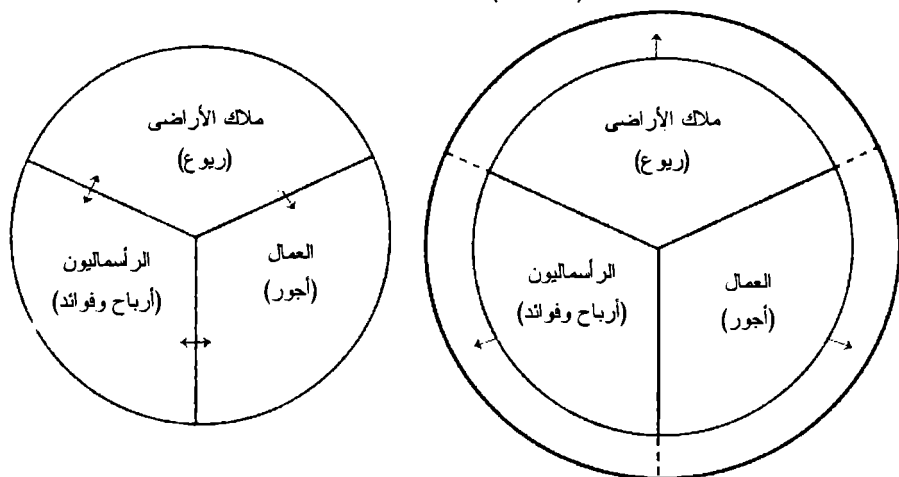 ملاك الأراضى
(ريوع)
الرأسماليون
(أرباح وفوائد)
العمال
(أجور)
ملاك الأراضى
(ريوع)
الرأسماليون
(أرباح وفوائد)
العمال
(أجور)